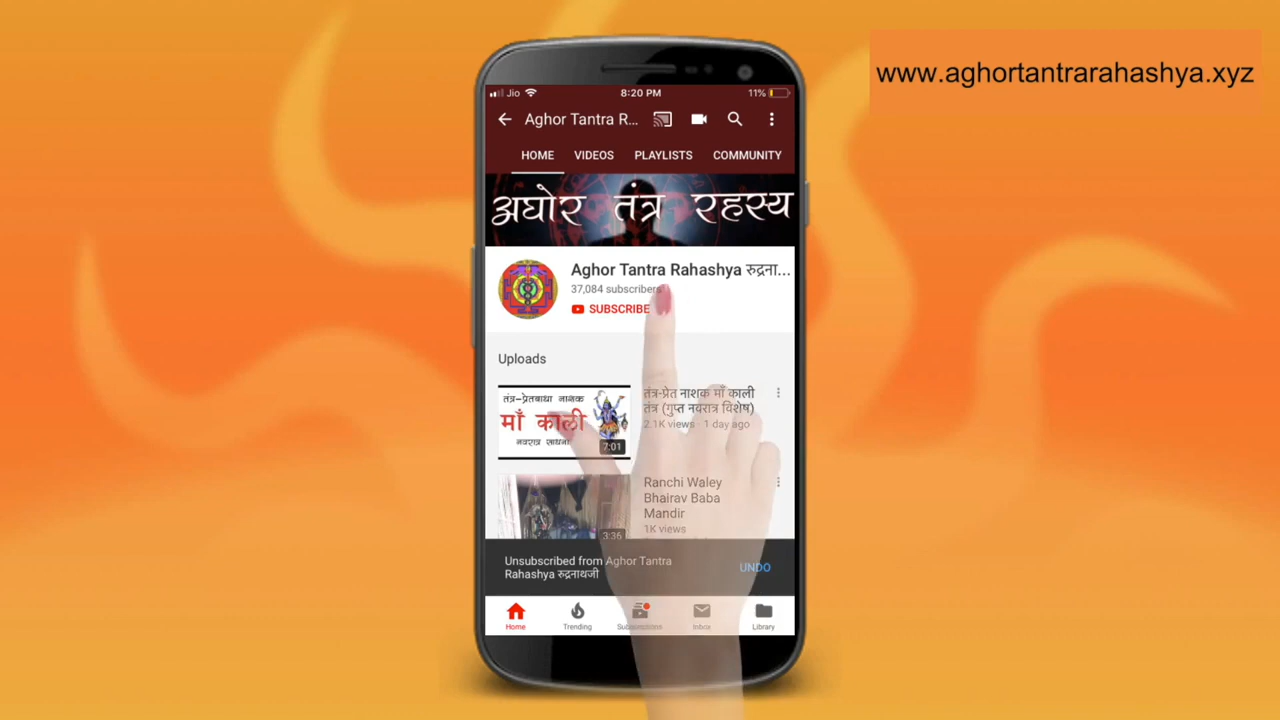 www.aghortantrarahashya.xyz
Jio
8:20 PM
11%
Aghor Tantra R...
HOME VIDEOS PLAYLISTS COMMUNITY
अघोर तंत्र रहस्य
Aghor Tantra Rahashya रुद्रना...
37,084 subscribers
SUBSCRIBE
Uploads
तंत्र-प्रेतबाधा नाशक
माँ काली
नवरात्र साधना
7:01
तंत्र-प्रेत नाशक माँ काली
तंत्र (गुप्त नवरात्र विशेष)
2.1K views · 1 day ago
Ranchi Waley
Bhairav Baba
Mandir
1K views
3:36
Unsubscribed from Aghor Tantra
Rahashya रुद्रनाथजी
UNDO
Home Trending Subscriptions Inbox Library